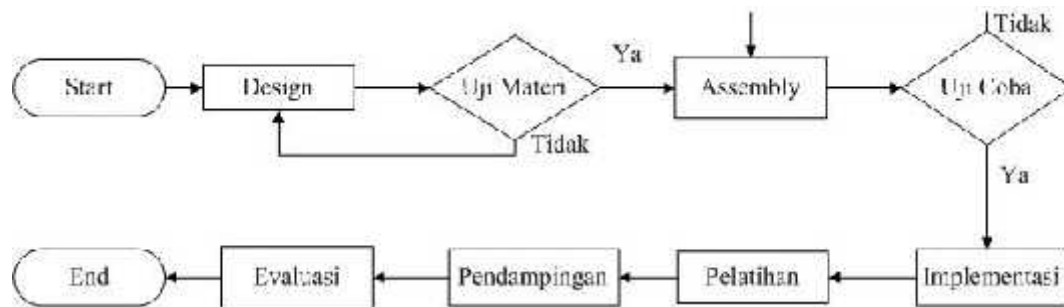 Start
Design
Uji Materi
Ya
Tidak
Assembly
Tidak
Uji Coba
Ya
End
Evaluasi
Pendampingan
Pelatihan
Implementasi